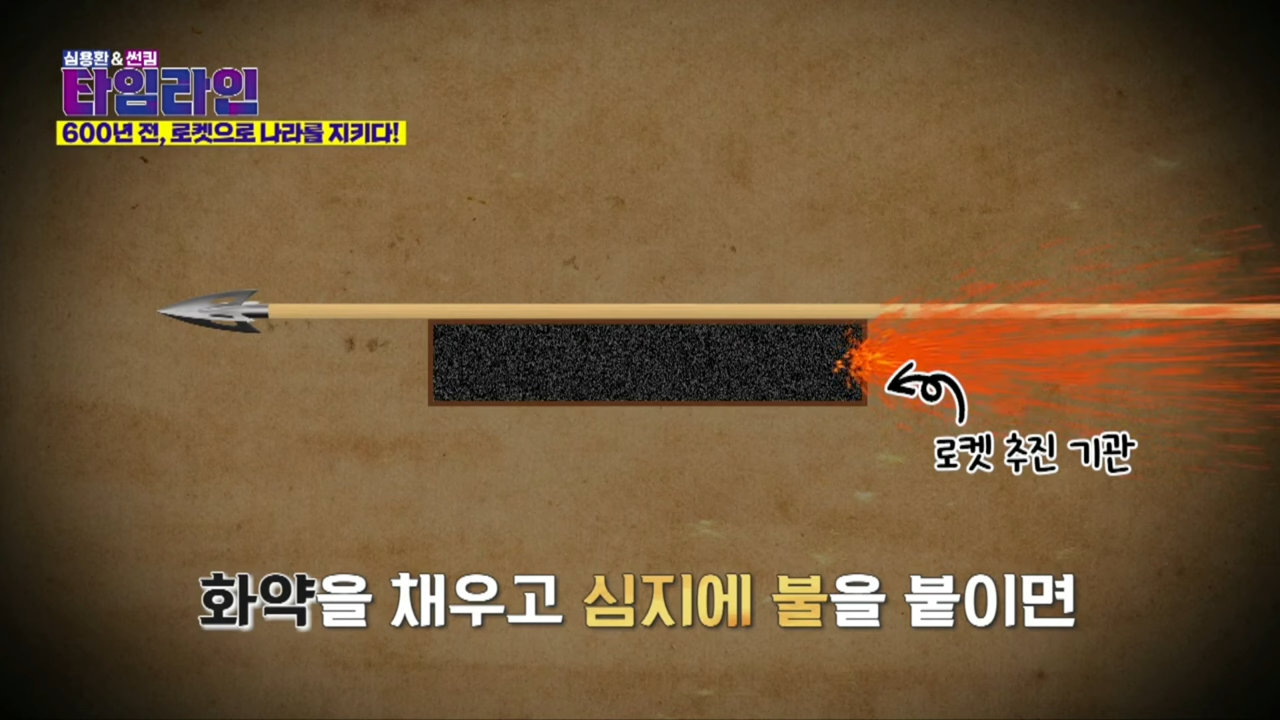 심용환&썬킴
타임라인
600년 전, 로켓으로 나라를 지키다!
로켓 추진 기관
화약을 채우고 심지에 불을 붙이면